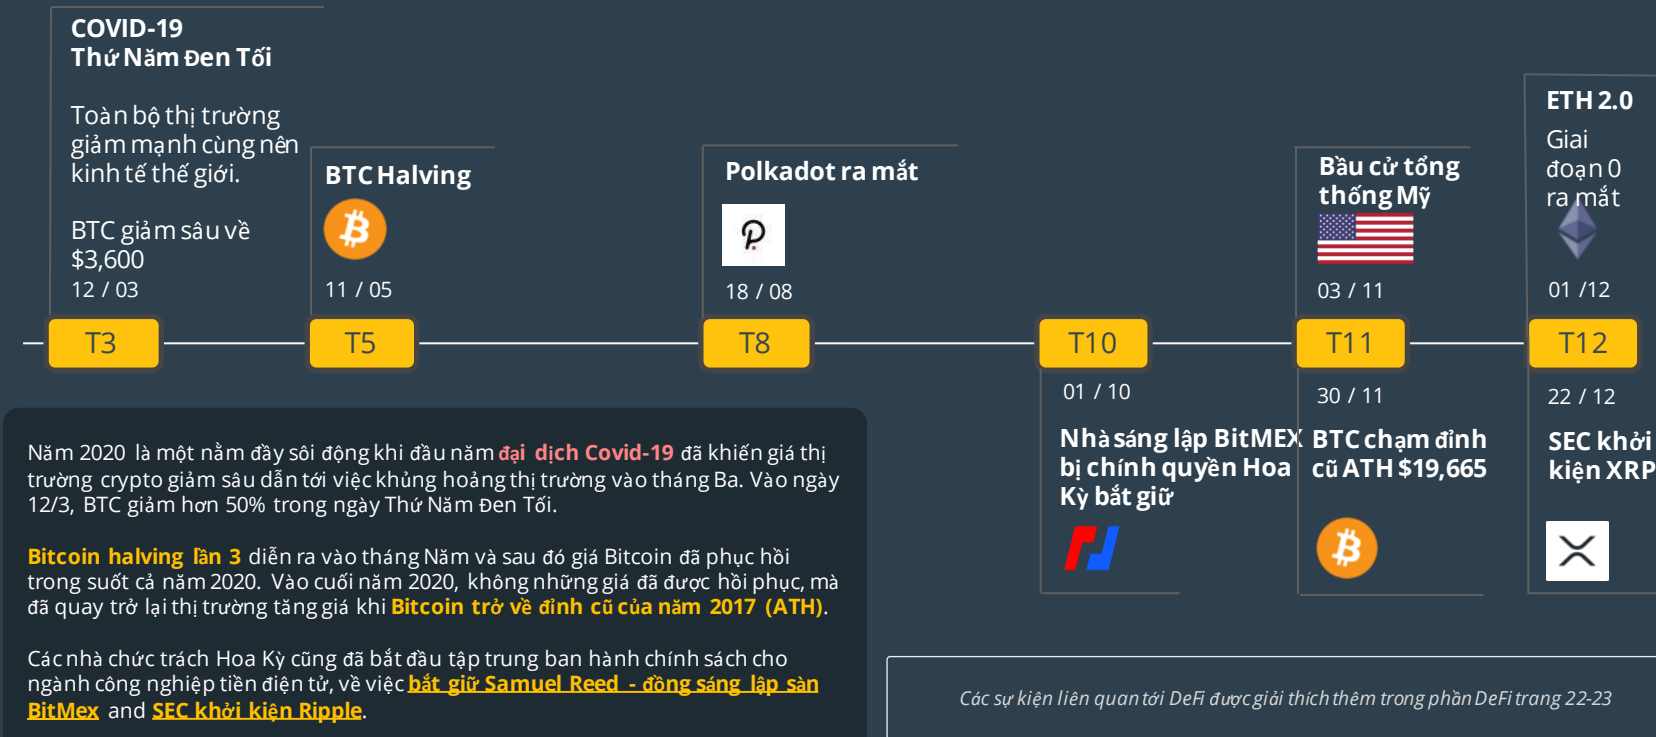 COVID-19
Thứ Năm Đen Tối
Toàn bộ thị trường
giảm mạnh cùng nên
kinh tế thế giới.
BTC giảm sâu về
$3,600
12 / 03
BTC Halving
11 / 05
Polkadot ra mắt
18 / 08
Bầu cử tổng
thống Mỹ
03 / 11
ETH 2.0
Giai
đoạn 0
ra mắt
01 /12
T3
T5
T8
T10
T11
T12
01 / 10
Nhà sáng lập BitMEX
bị chính quyền Hoa
Kỳ bắt giữ
30 / 11
BTC chạm đỉnh
cũ ATH $19,665
22 / 12
SEC khởi
kiện XRP
Năm 2020 là một nằm đầy sôi động khi đầu năm đại dịch Covid-19 đã khiến giá thị
trường crypto giảm sâu dẫn tới việc khủng hoảng thị trường vào tháng Ba. Vào ngày
12/3, BTC giảm hơn 50% trong ngày Thứ Năm Đen Tối.
Bitcoin halving lần 3 diễn ra vào tháng Năm và sau đó giá Bitcoin đã phục hồi
trong suốt cả năm 2020. Vào cuối năm 2020, không những giá đã được hồi phục, mà
đã quay trở lại thị trường tăng giá khi Bitcoin trở về đỉnh cũ của năm 2017 (ATH).
Các nhà chức trách Hoa Kỳ cũng đã bắt đầu tập trung ban hành chính sách cho
ngành công nghiệp tiền điện tử, về việc bắt giữ Samuel Reed - đồng sáng lập sàn
BitMex and SEC khởi kiện Ripple.
Các sự kiện liên quan tới DeFi được giải thích thêm trong phần DeFi trang 22-23